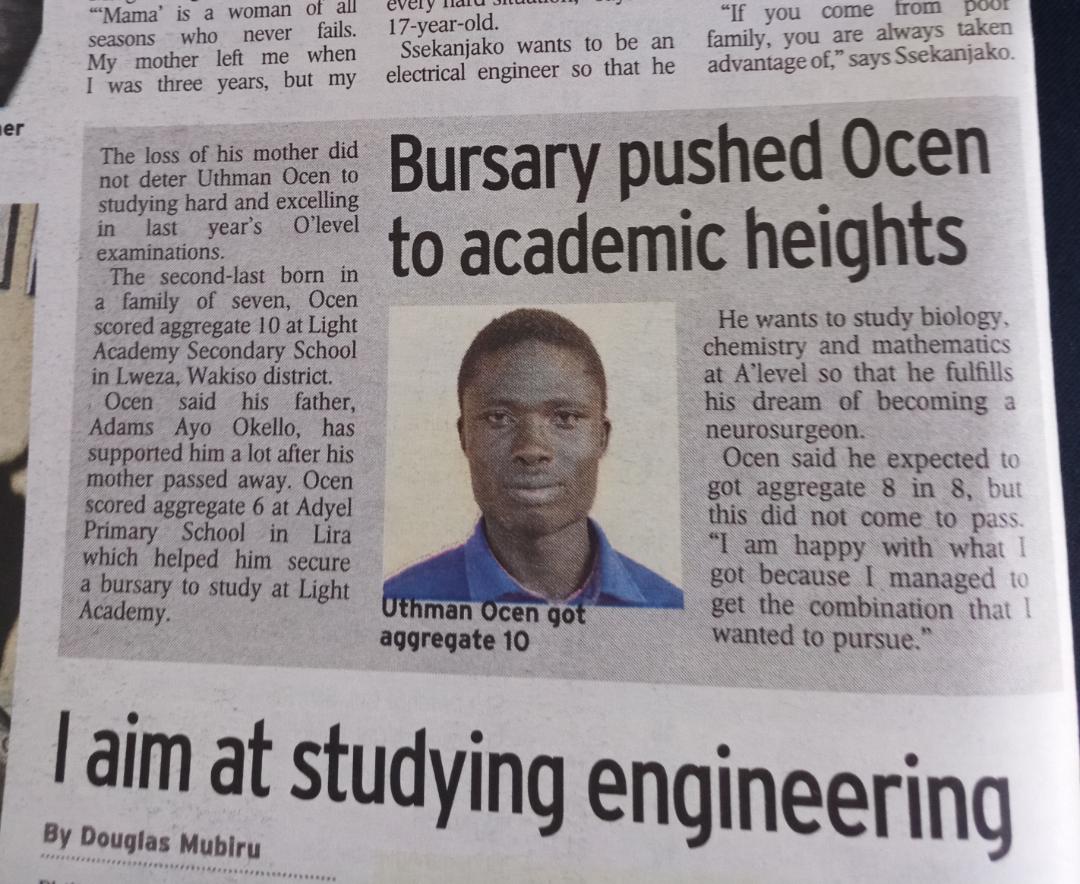 “‘Mama’ is a woman of all
seasons who never fails.
My mother left me when
I was three years, but my
17-year-old.
Ssekanjako wants to be an
electrical engineer so that he
“If you come from poor
family, you are always taken
advantage of,” says Ssekanjako.
er
Bursary pushed Ocen
to academic heights
The loss of his mother did
not deter Uthman Ocen to
studying hard and excelling
in last year's O'level
examinations.
The second-last born in
a family of seven, Ocen
scored aggregate 10 at Light
Academy Secondary School
in Lweza, Wakiso district.
Ocen said his father,
Adams Ayo Okello, has
supported him a lot after his
mother passed away. Ocen
scored aggregate 6 at Adyel
Primary School in Lira
which helped him secure
a bursary to study at Light
Academy.
Uthman Ocen got
aggregate 10
He wants to study biology,
chemistry and mathematics
at A'level so that he fulfills
his dream of becoming a
neurosurgeon.
Ocen said he expected to
got aggregate 8 in 8, but
this did not come to pass.
“I am happy with what I
got because I managed to
get the combination that I
wanted to pursue.”
I aim at studying engineering
By Douglas Mubiru